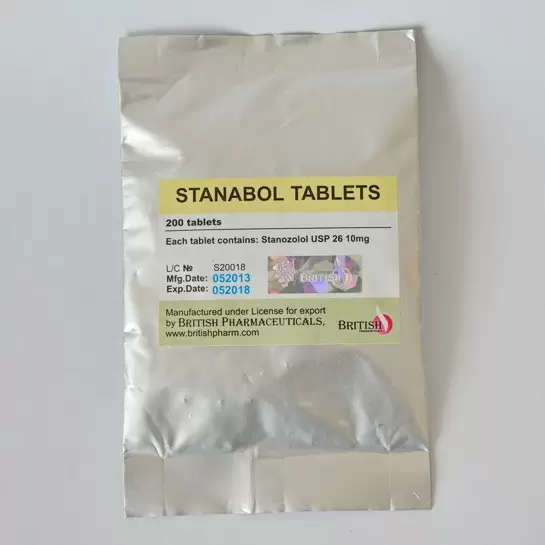 STANABOL TABLETS
200 tablets
Each tablet contains: Stanozolol USP 26 10mg
L/C № S20018
Mfg.Date: 052013
Exp.Date: 052018
BRITISH
Manufactured under License for export
by BRITISH PHARMACEUTICALS,
www.britishpharm.com
BRITISH